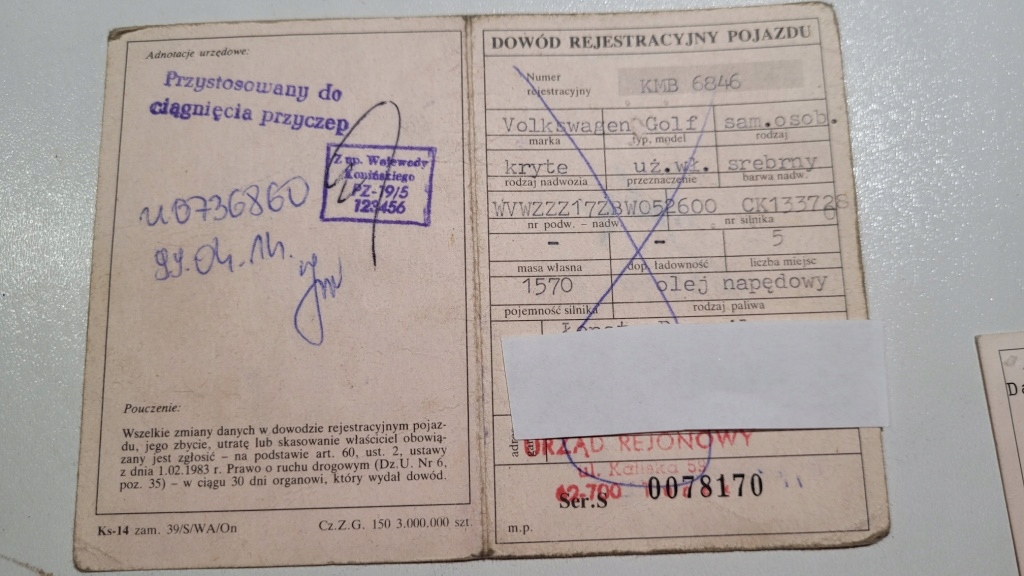 Adnotacje urzędowe:
Przystosowany do
ciągnięcia przyczep
Z up. Wojewody
Konińskiego
PZ-19/5
123456
u0736860
99.04.14.
Pouczenie:
Wszelkie zmiany danych w dowodzie rejestracyjnym pojaz-
du, jego zbycie, utratę lub skasowanie właściciel obowią-
zany jest zgłosić – na podstawie art. 60, ust. 2, ustawy
z dnia 1.02.1983 r. Prawo o ruchu drogowym (Dz.U. Nr 6,
poz. 35) – w ciągu 30 dni organowi, który wydał dowód.
Ks-14 zam. 39/S/WA/On
Cz.Z.G. 150 3.000,000 szt.
DOWÓD REJESTRACYJNY POJAZDU
Numer
rejestracyjny
KMB 6846
Volkswagen Golf sam.osob.
marka typ, model rodzaj
kryte uż.wł. srebrny
rodzaj nadwozia przeznaczenie barwa nadw.
WVWZZZ17ZBW052600 CK133728
nr podw. – nadw. nr silnika
– – 5
masa własna dop. ładowność liczba miejsc
1570 olej napędowy
pojemność silnika rodzaj paliwa
URZĄD REJONOWY
ul. Kaliska 59
62-700
Ser.S 0078170
m.p.